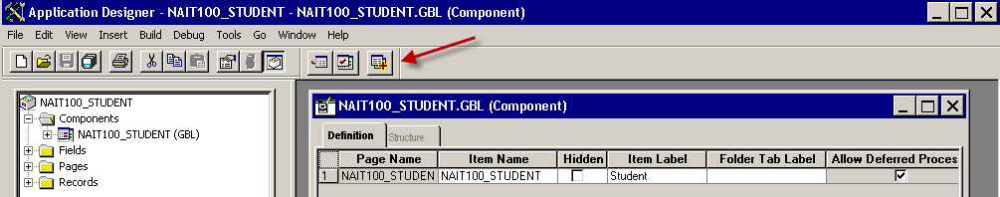 Application Designer - NAIT100_STUDENT - NAIT100_STUDENT.GBL (Component)
File Edit View Insert Build Debug Tools Go Window Help
NAIT100_STUDENT
Components
NAIT100_STUDENT (GBL)
Fields
Pages
Records
NAIT100_STUDENT.GBL (Component)
Definition Structure
Page Name Item Name Hidden Item Label Folder Tab Label Allow Deferred Proces
1 NAIT100_STUDEN NAIT100_STUDENT Student